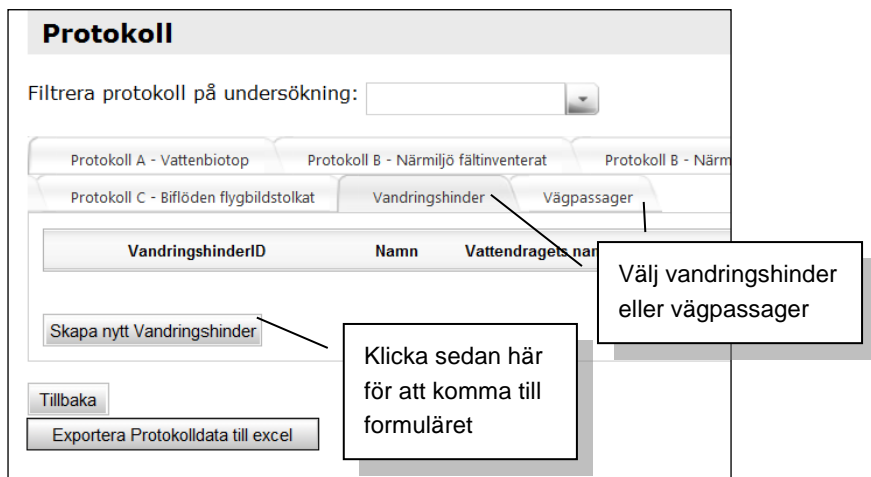 Protokoll
Filtrera protokoll på undersökning:
Protokoll A - Vattenbiotop Protokoll B - Närmiljö fältinventerat Protokoll B - Närm
Protokoll C - Biflöden flygbildstolkat Vandringshinder Vägpassager
VandringshinderID Namn Vattendragets nar
Välj vandringshinder
eller vägpassager
Skapa nytt Vandringshinder
Klicka sedan här
för att komma till
formuläret
Tillbaka
Exportera Protokolldata till excel